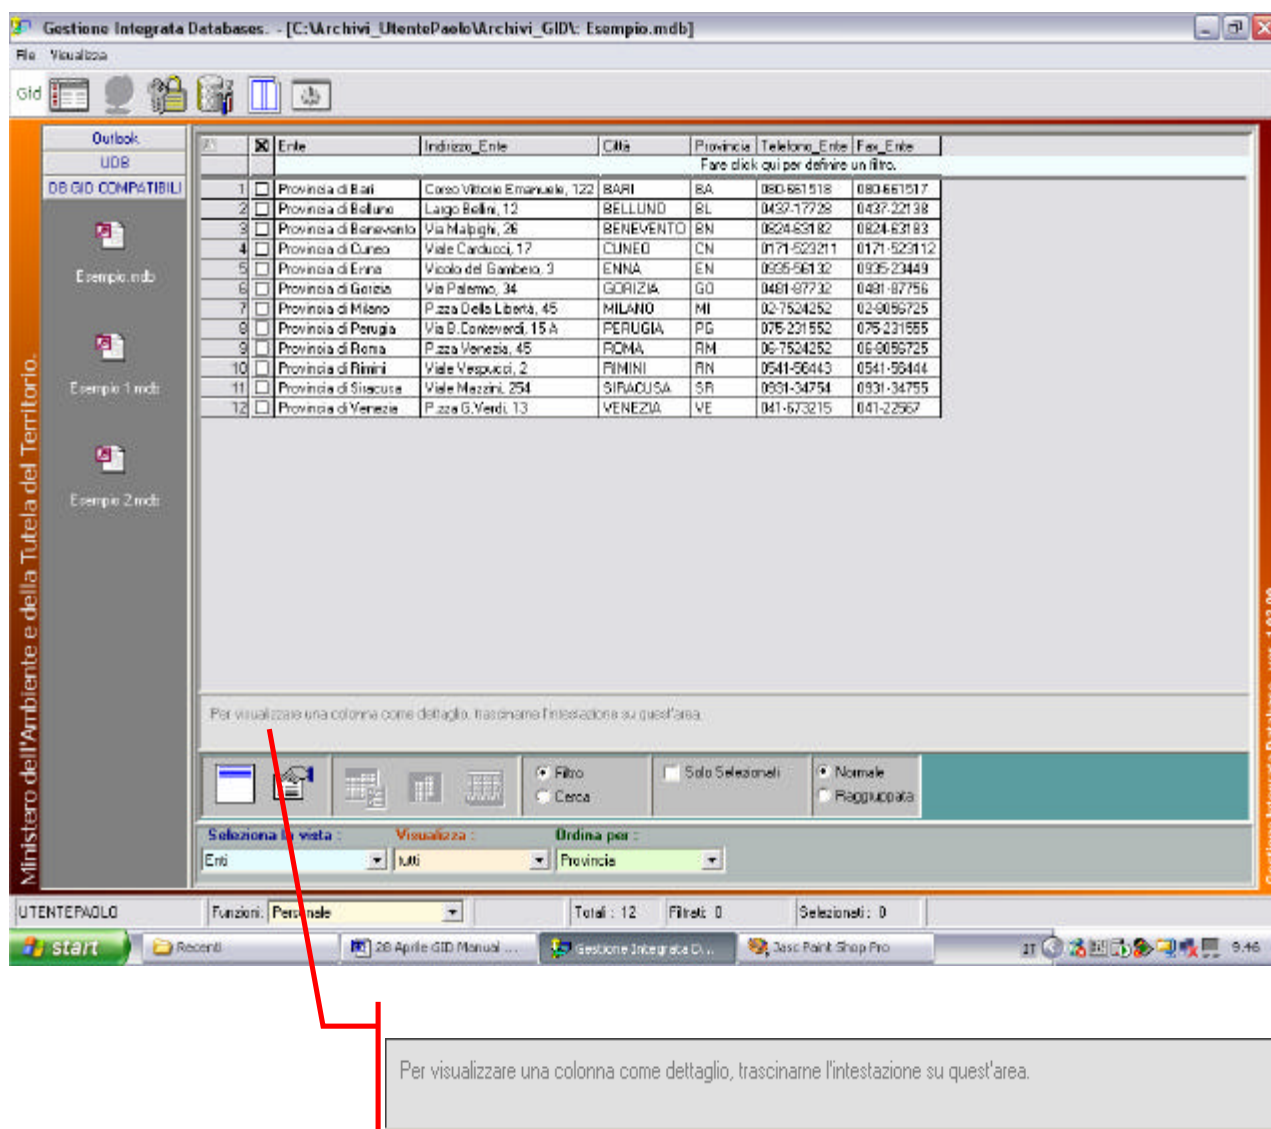 Gestione Integrata Databases. - [C:\Archivi_UtentePaolo\Archivi_GID\: Esempio.mdb]
File Visualizza
Gid
Outlook
UDB
DB GID COMPATIBILI
Esempio.mdb
Esempio 1.mdb
Esempio 2.mdb
Ministero dell'Ambiente e della Tutela del Territorio.
Ente Indirizzo_Ente Città Provincia Telefono_Ente Fax_Ente
Fare click qui per definire un filtro.
1 Provincia di Bari Corso Vittorio Emanuele, 122 BARI BA 080-661518 080-661517
2 Provincia di Belluno Largo Bellini, 12 BELLUNO BL 0437-17728 0437-22138
3 Provincia di Benevento Via Malpighi, 26 BENEVENTO BN 0824-63182 0824-63183
4 Provincia di Cuneo Viale Carducci, 17 CUNEO CN 0171-523211 0171-523112
5 Provincia di Enna Vicolo del Gambero, 3 ENNA EN 0935-56132 0935-23449
6 Provincia di Gorizia Via Palermo, 34 GORIZIA GO 0481-87732 0481-87756
7 Provincia di Milano P.zza Della Libertà, 45 MILANO MI 02-7524252 02-9056725
8 Provincia di Perugia Via B.Conteverdi, 15 A PERUGIA PG 075-231552 075-231555
9 Provincia di Roma P.zza Venezia, 45 ROMA RM 06-7524252 06-9056725
10 Provincia di Rimini Viale Vespucci, 2 RIMINI RN 0541-56443 0541-56444
11 Provincia di Siracusa Viale Mazzini, 254 SIRACUSA SR 0931-34754 0931-34755
12 Provincia di Venezia P.zza G.Verdi, 13 VENEZIA VE 041-673215 041-22567
Per visualizzare una colonna come dettaglio, trascinarne l'intestazione su quest'area.
Filtro
Cerca
Solo Selezionati
Normale
Raggruppata
Seleziona la vista : Visualizza : Ordina per :
Enti tutti Provincia
Gestione Integrata Database
UTENTEPAOLO Funzioni: Personale Totali : 12 Filtrati: 0 Selezionati: 0
start Recenti 28 Aprile GID Manual ... Gestione Integrata D... Jasc Paint Shop Pro IT 9.46
Per visualizzare una colonna come dettaglio, trascinarne l'intestazione su quest'area.